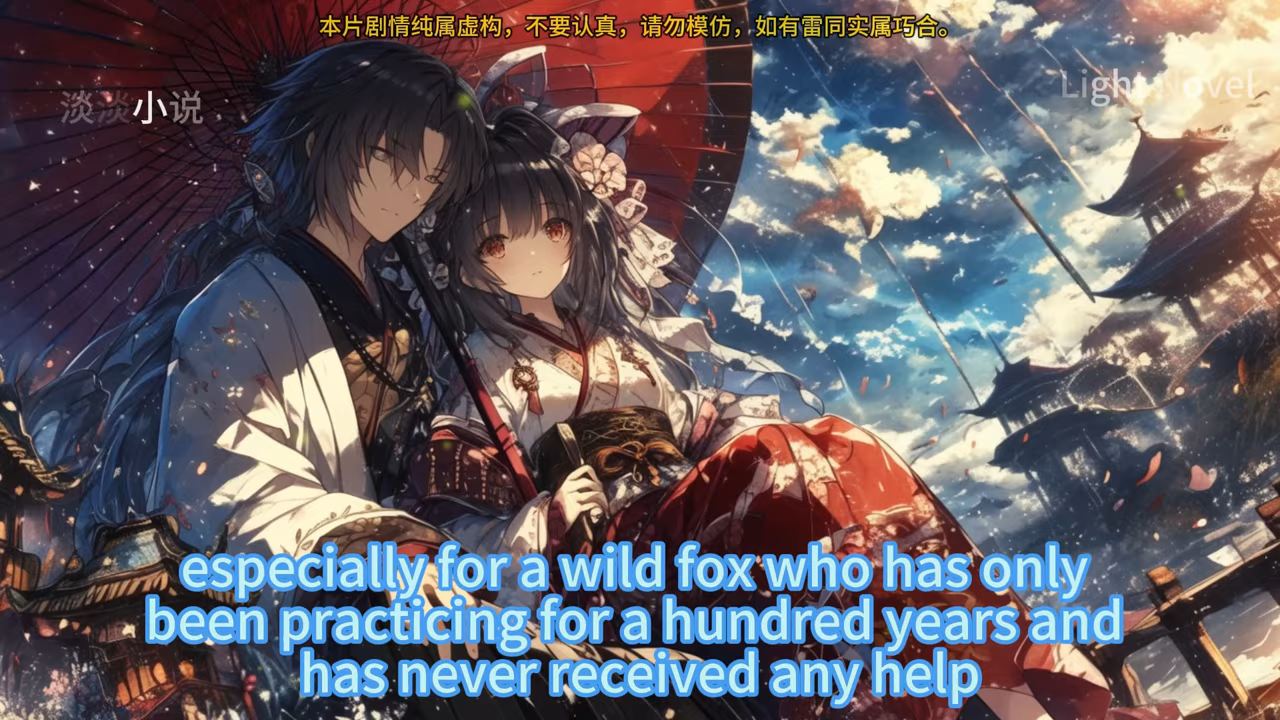 本片剧情纯属虚构，不要认真，请勿模仿，如有雷同实属巧合。
淡淡小说
Light Novel
especially for a wild fox who has only
been practicing for a hundred years and
has never received any help